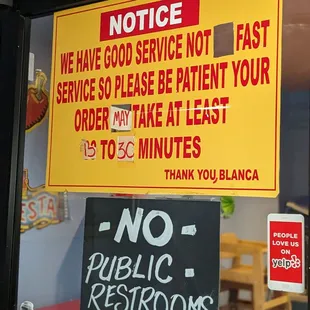 NOTICE
WE HAVE GOOD SERVICE NOT FAST
SERVICE SO PLEASE BE PATIENT YOUR
ORDER MAY TAKE AT LEAST
15 TO 30 MINUTES
THANK YOU, BLANCA
- NO -
PUBLIC
RESTROOMS
PEOPLE
LOVE US
ON
yelp